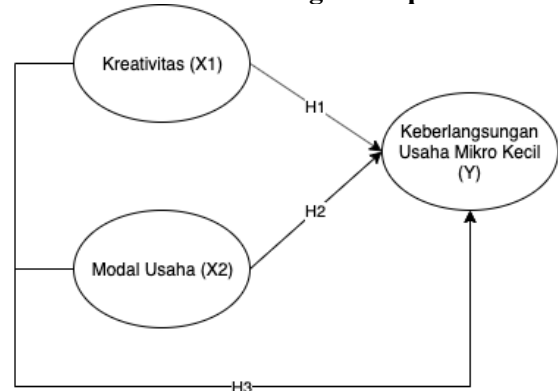 Kreativitas (X1)
H1
Keberlangsungan
Usaha Mikro Kecil
(Y)
H2
Modal Usaha (X2)
H3